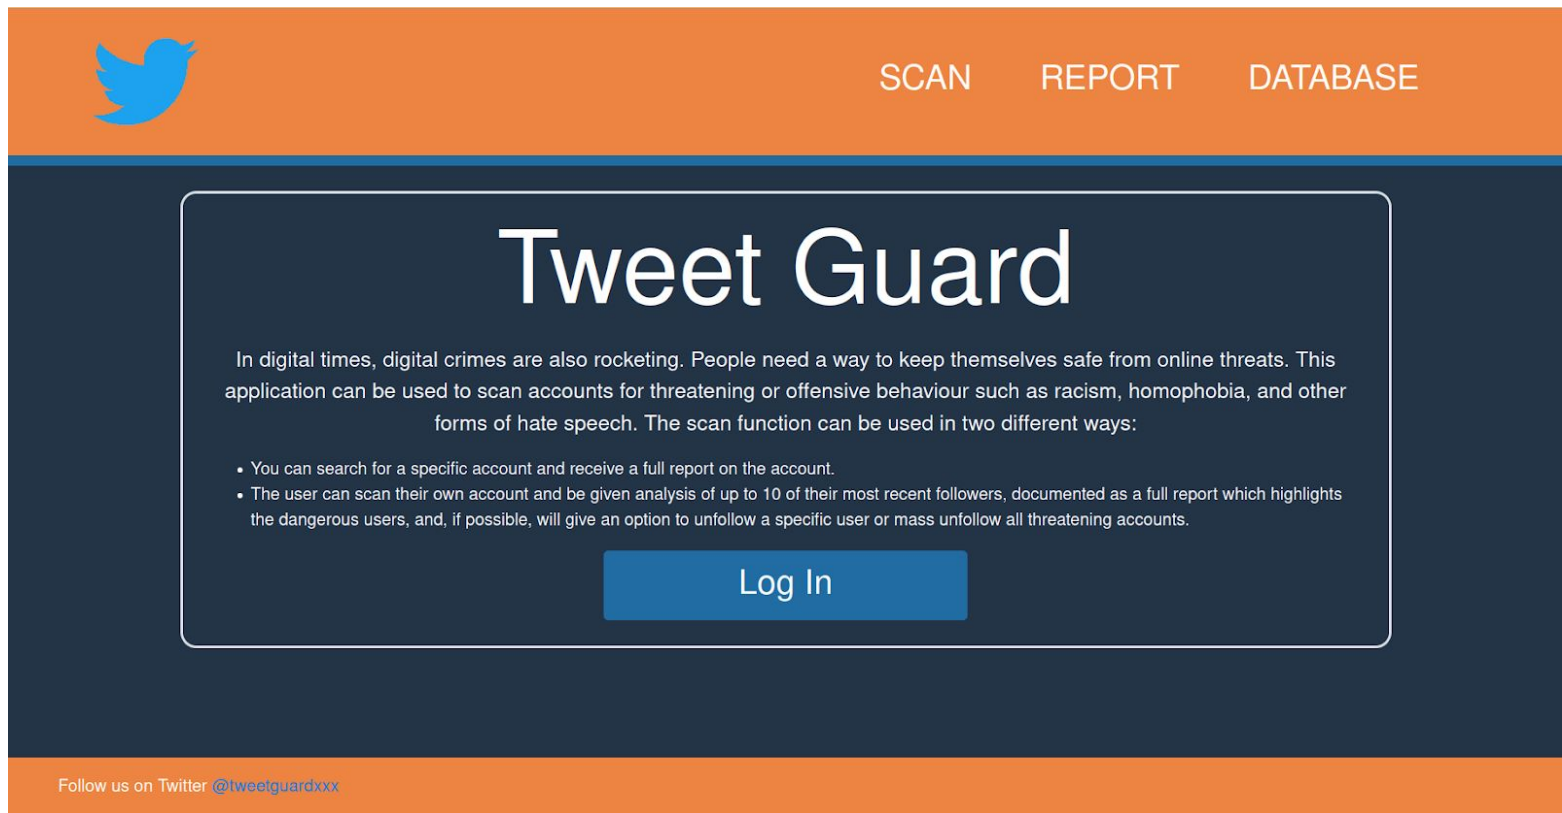 SCAN REPORT DATABASE
Tweet Guard
In digital times, digital crimes are also rocketing. People need a way to keep themselves safe from online threats. This
application can be used to scan accounts for threatening or offensive behaviour such as racism, homophobia, and other
forms of hate speech. The scan function can be used in two different ways:
• You can search for a specific account and receive a full report on the account.
• The user can scan their own account and be given analysis of up to 10 of their most recent followers, documented as a full report which highlights
the dangerous users, and, if possible, will give an option to unfollow a specific user or mass unfollow all threatening accounts.
Log In
Follow us on Twitter @tweetguardxxx